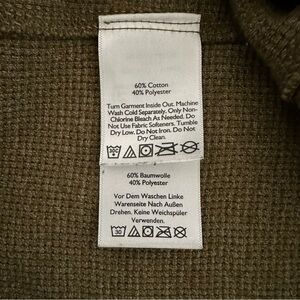 60% Cotton
40% Polyester
Turn Garment Inside Out. Machine
Wash Cold Separately. Only Non-
Chlorine Bleach As Needed. Do
Not Use Fabric Softeners. Tumble
Dry Low. Do Not Iron. Do Not
Dry Clean.
60% Baumwolle
40% Polyester
Vor Dem Waschen Linke
Warenseite Nach Außen
Drehen. Keine Weichspüler
Verwenden.
30